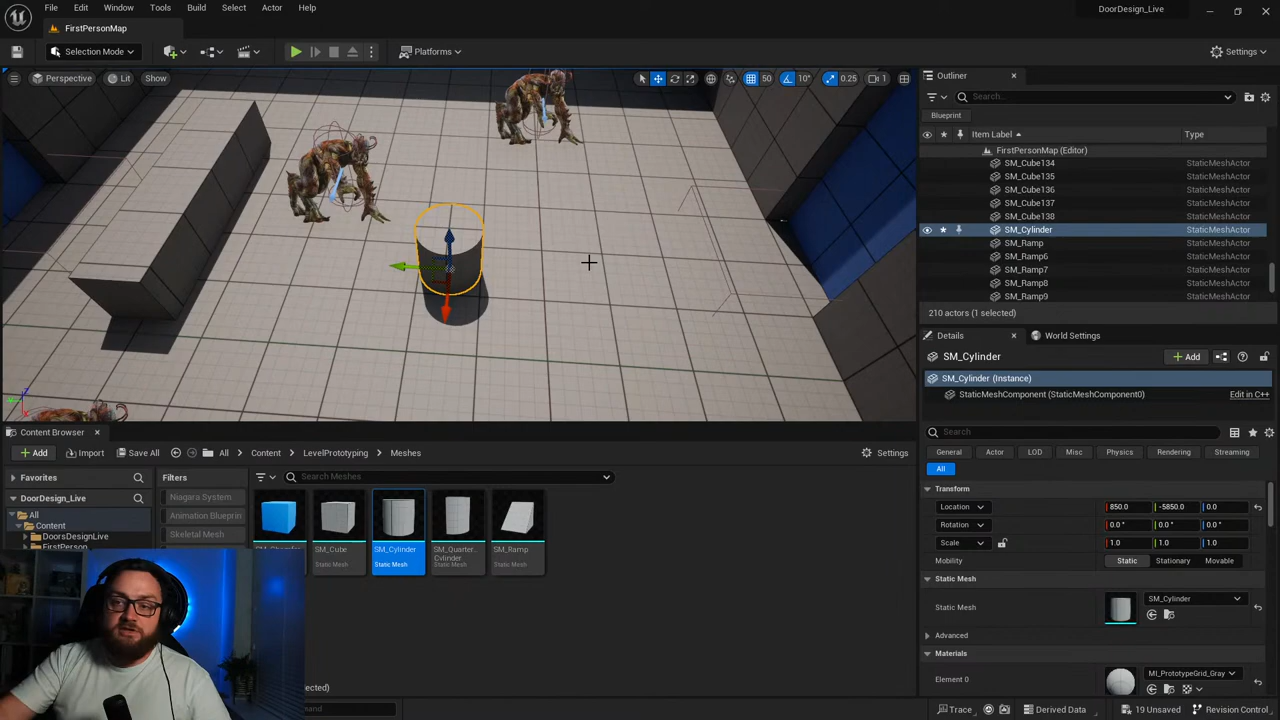 File Edit Window Tools Build Select Actor Help
DoorDesign_Live
FirstPersonMap
Selection Mode
Platforms
Settings
Perspective Lit Show
50 10° 0.25 1
Outliner
Search...
Blueprint
Item Label Type
FirstPersonMap (Editor)
SM_Cube134 StaticMeshActor
SM_Cube135 StaticMeshActor
SM_Cube136 StaticMeshActor
SM_Cube137 StaticMeshActor
SM_Cube138 StaticMeshActor
SM_Cylinder StaticMeshActor
SM_Ramp StaticMeshActor
SM_Ramp6 StaticMeshActor
SM_Ramp7 StaticMeshActor
SM_Ramp8 StaticMeshActor
SM_Ramp9 StaticMeshActor
210 actors (1 selected)
Details World Settings
SM_Cylinder
Add
SM_Cylinder (Instance)
StaticMeshComponent (StaticMeshComponent0) Edit in C++
Search
General Actor LOD Misc Physics Rendering Streaming
All
Transform
Location 850.0 -5850.0 0.0
Rotation 0.0 ° 0.0 ° 0.0 °
Scale 1.0 1.0 1.0
Mobility Static Stationary Movable
Static Mesh
Static Mesh SM_Cylinder
Advanced
Materials
Element 0 MI_PrototypeGrid_Gray
Content Browser
Add Import Save All All Content LevelPrototyping Meshes Settings
Favorites
Filters
Search Meshes
DoorDesign_Live
All
Content
DoorsDesignLive
FirstPerson
Niagara System
Animation Blueprin
Skeletal Mesh
SM_Cube
Static Mesh
SM_Cylinder
Static Mesh
SM_Quarter..
Cylinder
Static Mesh
SM_Ramp
Static Mesh
Trace Derived Data 19 Unsaved Revision Control